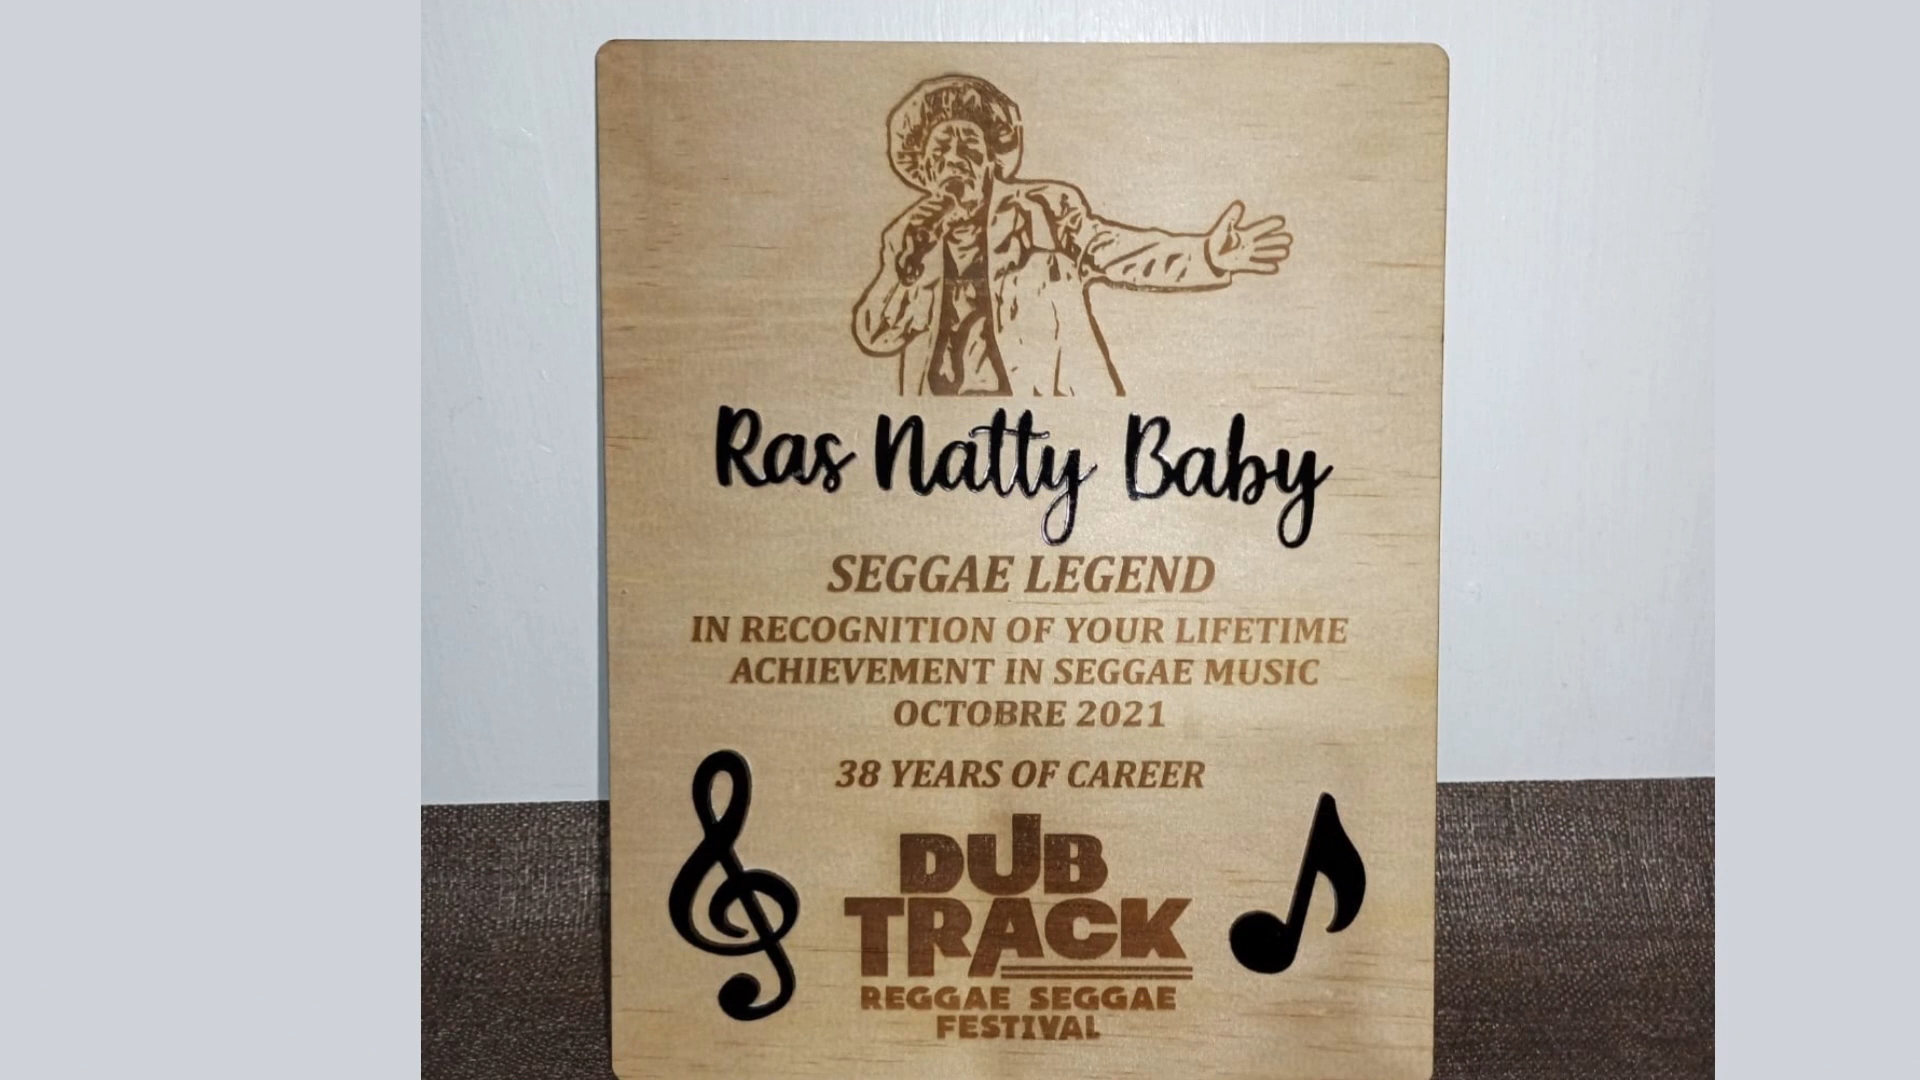 Ras Natty Baby
SEGGAE LEGEND
IN RECOGNITION OF YOUR LIFETIME
ACHIEVEMENT IN SEGGAE MUSIC
OCTOBRE 2021
38 YEARS OF CAREER
DUB
TRACK
REGGAE SEGGAE
FESTIVAL